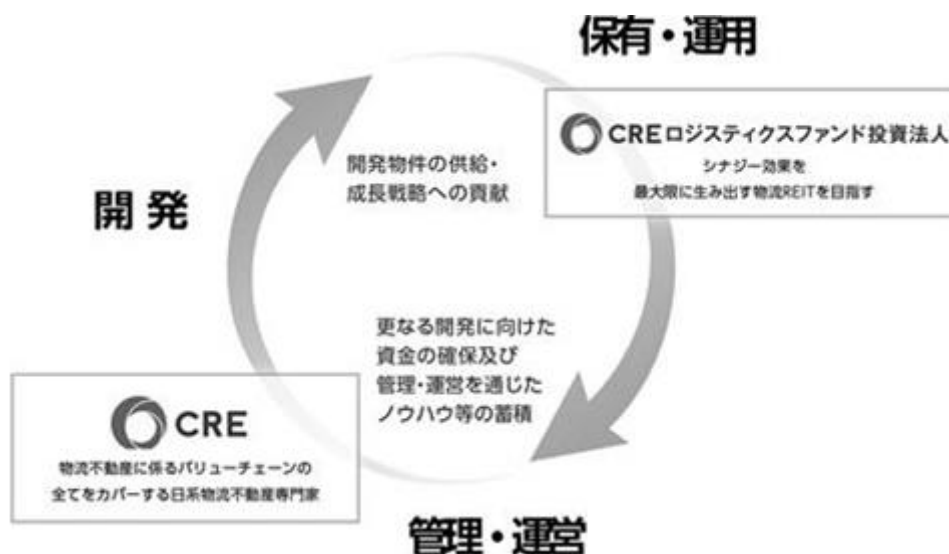 保有・運用
CREロジスティクスファンド投資法人
シナジー効果を
最大限に生み出す物流REITを目指す
開発物件の供給・
成長戦略への貢献
開発
更なる開発に向けた
資金の確保及び
管理・運営を通じた
ノウハウ等の蓄積
CRE
物流不動産に係るバリューチェーンの
全てをカバーする日系物流不動産専門家
管理・運営